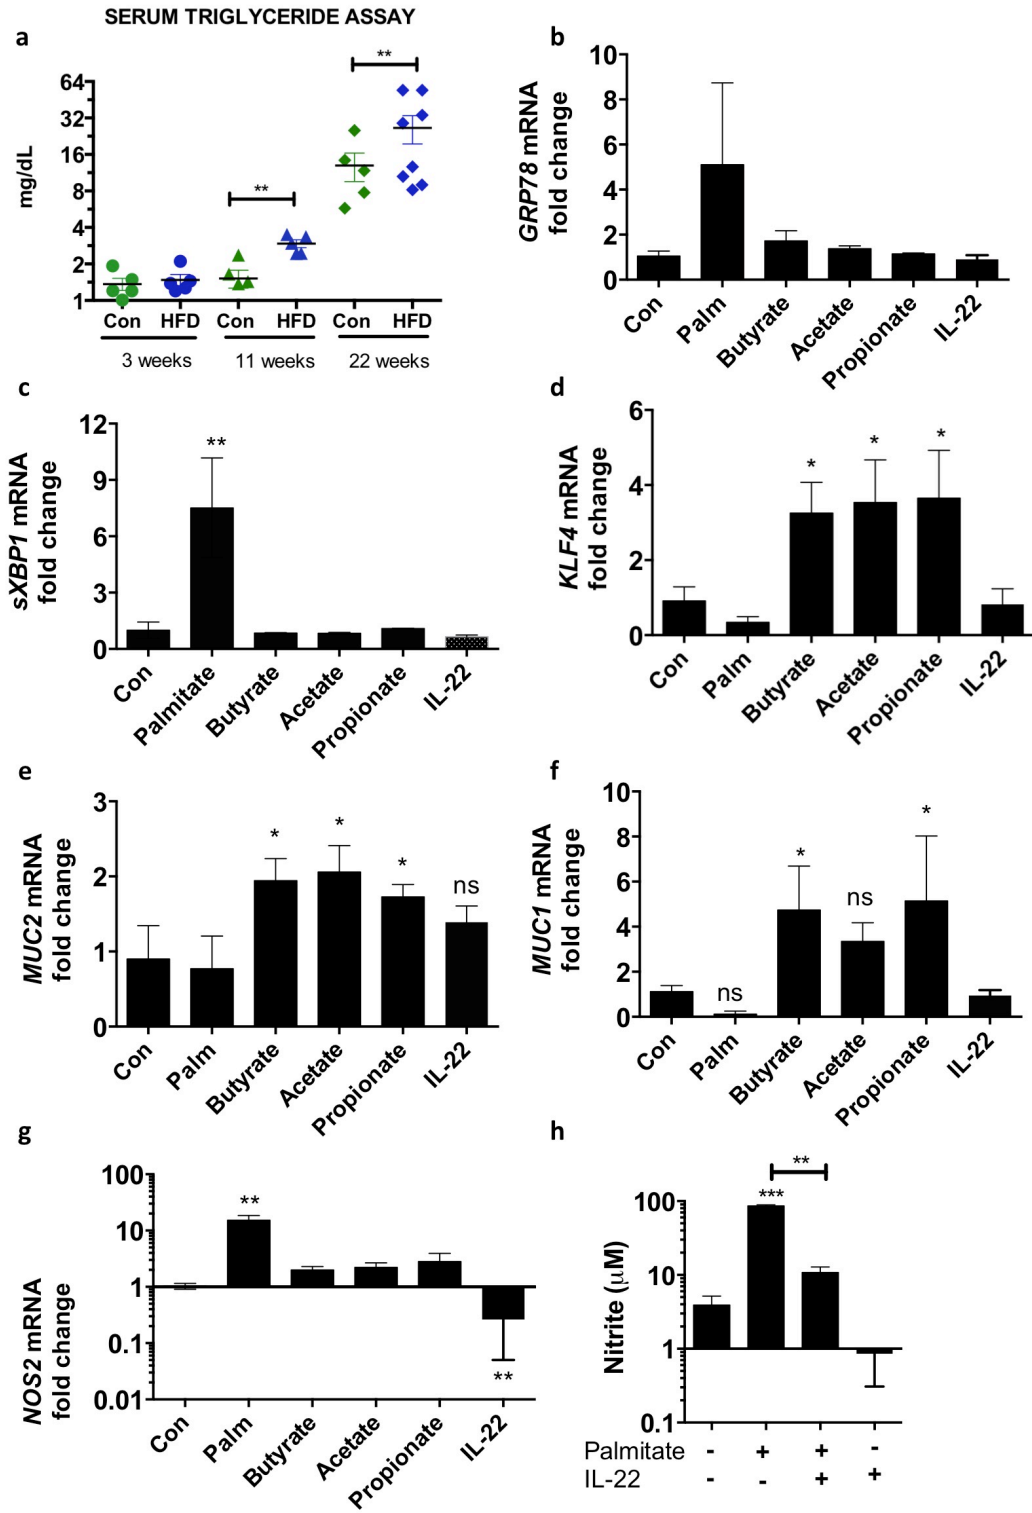 SERUM TRIGLYCERIDE ASSAY
a
mg/dL
64
32
16
8
4
2
1
**
**
Con HFD Con HFD Con HFD
3 weeks 11 weeks 22 weeks
b
GRP78 mRNA
fold change
10
8
6
4
2
0
Con Palm Butyrate Acetate Propionate IL-22
c
sXBP1 mRNA
fold change
12
9
6
3
0
**
Con Palmitate Butyrate Acetate Propionate IL-22
d
KLF4 mRNA
fold change
6
4
2
0
* * *
Con Palm Butyrate Acetate Propionate IL-22
e
MUC2 mRNA
fold change
3
2
1
0
* * * ns
Con Palm Butyrate Acetate Propionate IL-22
f
MUC1 mRNA
fold change
10
8
6
4
2
0
ns * ns *
Con Palm Butyrate Acetate Propionate IL-22
g
NOS2 mRNA
fold change
100
10
1
0.1
0.01
**
**
Con Palm Butyrate Acetate Propionate IL-22
h
Nitrite (μM)
100
10
1
0.1
**
***
Palmitate - + + -
IL-22 - - + +